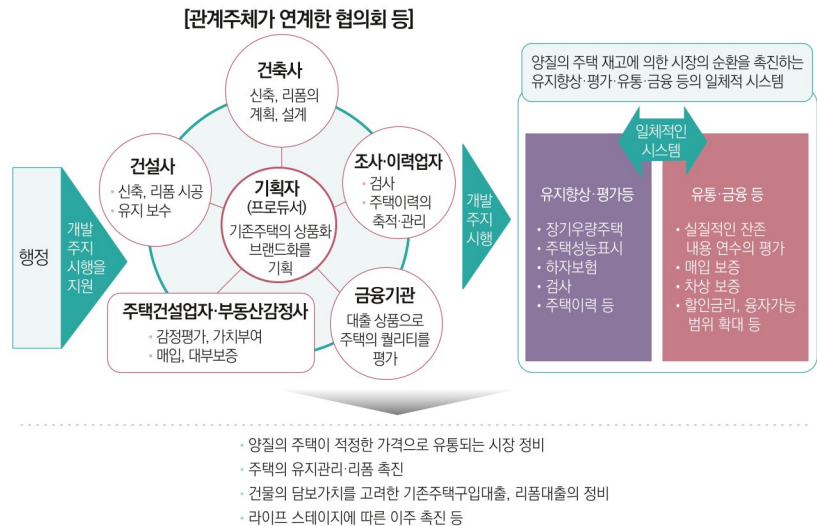 [관계주체가 연계한 협의회 등]
건축사
신축, 리폼의
계획, 설계
건설사
• 신축, 리폼 시공
• 유지 보수
기획자
(프로듀서)
기존주택의 상품화
브랜드화를
기획
조사·이력업자
• 검사
• 주택이력의
축적·관리
주택건설업자·부동산감정사
• 감정평가, 가치부여
• 매입, 대부보증
금융기관
대출 상품으로
주택의 퀄리티를
평가
행정
개발
주지
시행을
지원
개발
주지
시행
양질의 주택 재고에 의한 시장의 순환을 촉진하는
유지향상·평가·유통·금융 등의 일체적 시스템
일체적인
시스템
유지향상·평가등
• 장기우량주택
• 주택성능표시
• 하자보험
• 검사
• 주택이력 등
유통·금융 등
• 실질적인 잔존
내용 연수의 평가
• 매입 보증
• 차상 보증
• 할인금리, 융자가능
범위 확대 등
• 양질의 주택이 적정한 가격으로 유통되는 시장 정비
• 주택의 유지관리·리폼 촉진
• 건물의 담보가치를 고려한 기존주택구입대출, 리폼대출의 정비
• 라이프 스테이지에 따른 이주 촉진 등